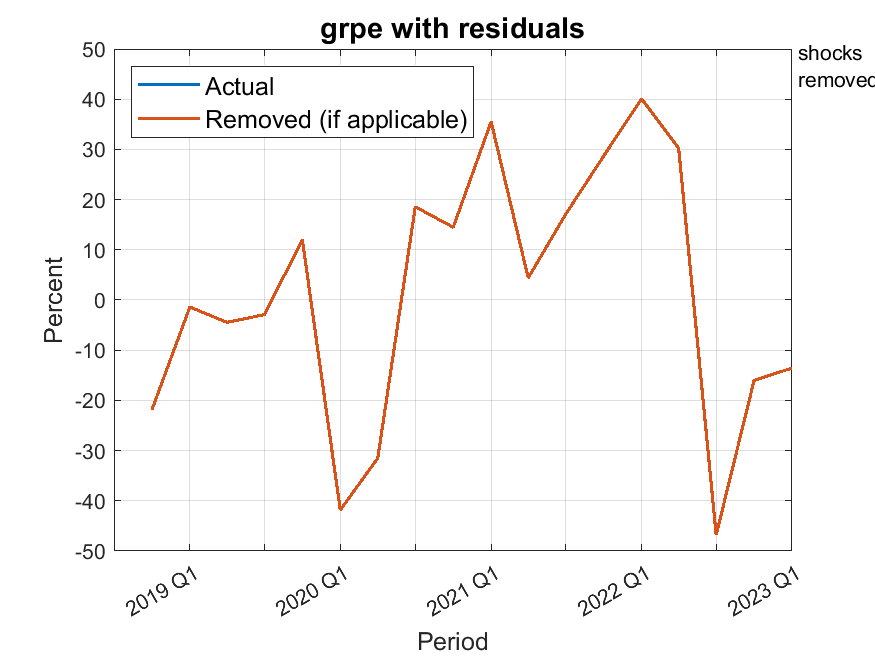 grpe with residuals
shocks
removed
Actual
Removed (if applicable)
50
40
30
20
10
0
-10
-20
-30
-40
-50
Percent
2019 Q1
2020 Q1
2021 Q1
2022 Q1
2023 Q1
Period